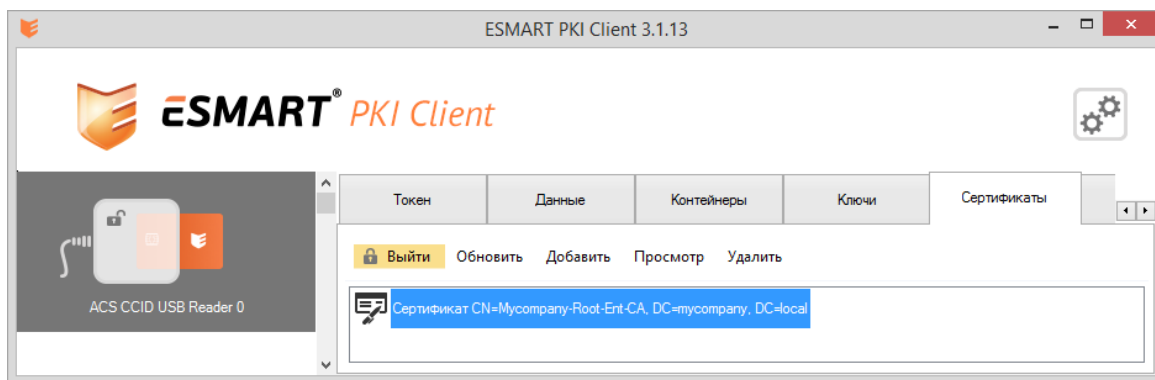 ESMART PKI Client 3.1.13
ESMART® PKI Client
Токен
Данные
Контейнеры
Ключи
Сертификаты
Выйти
Обновить
Добавить
Просмотр
Удалить
ACS CCID USB Reader 0
Сертификат CN=Mycompany-Root-Ent-CA, DC=mycompany, DC=local